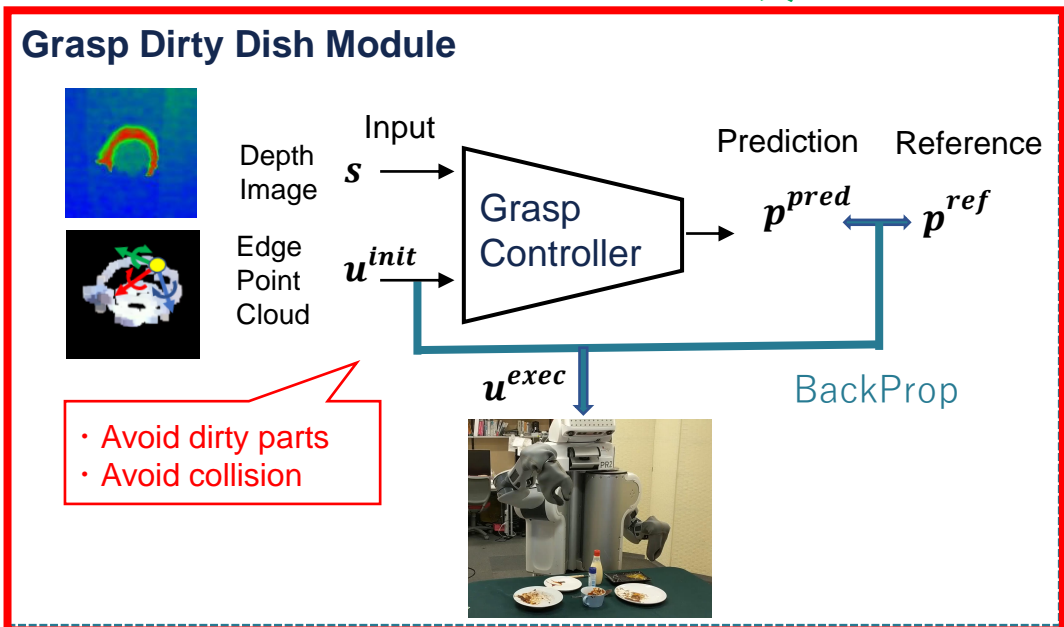 Grasp Dirty Dish Module
Input
Depth
Image
s
Edge
Point
Cloud
u^{init}
Grasp
Controller
Prediction
p^{pred}
Reference
p^{ref}
u^{exec}
BackProp
・Avoid dirty parts
・Avoid collision
PR2